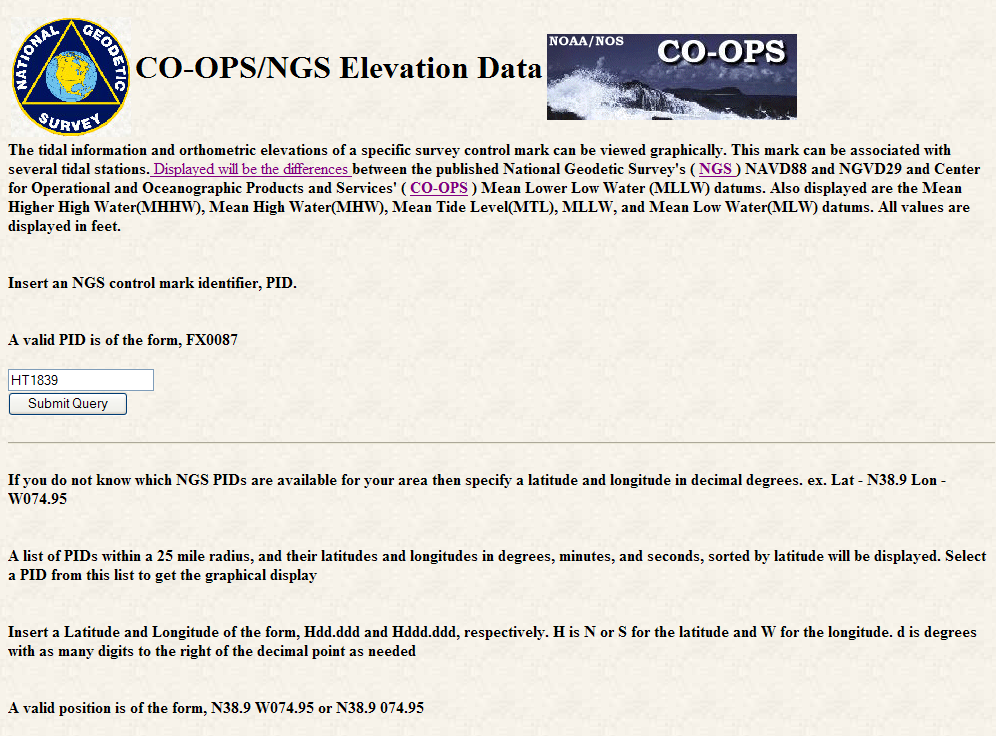 NATIONAL GEODETIC SURVEY
CO-OPS/NGS Elevation Data
NOAA/NOS
CO-OPS
The tidal information and orthometric elevations of a specific survey control mark can be viewed graphically. This mark can be associated with
several tidal stations. Displayed will be the differences between the published National Geodetic Survey's ( NGS ) NAVD88 and NGVD29 and Center
for Operational and Oceanographic Products and Services' ( CO-OPS ) Mean Lower Low Water (MLLW) datums. Also displayed are the Mean
Higher High Water(MHHW), Mean High Water(MHW), Mean Tide Level(MTL), MLLW, and Mean Low Water(MLW) datums. All values are
displayed in feet.
Insert an NGS control mark identifier, PID.
A valid PID is of the form, FX0087
HT1839
Submit Query
If you do not know which NGS PIDs are available for your area then specify a latitude and longitude in decimal degrees. ex. Lat - N38.9 Lon -
W074.95
A list of PIDs within a 25 mile radius, and their latitudes and longitudes in degrees, minutes, and seconds, sorted by latitude will be displayed. Select
a PID from this list to get the graphical display
Insert a Latitude and Longitude of the form, Hdd.ddd and Hddd.ddd, respectively. H is N or S for the latitude and W for the longitude. d is degrees
with as many digits to the right of the decimal point as needed
A valid position is of the form, N38.9 W074.95 or N38.9 074.95